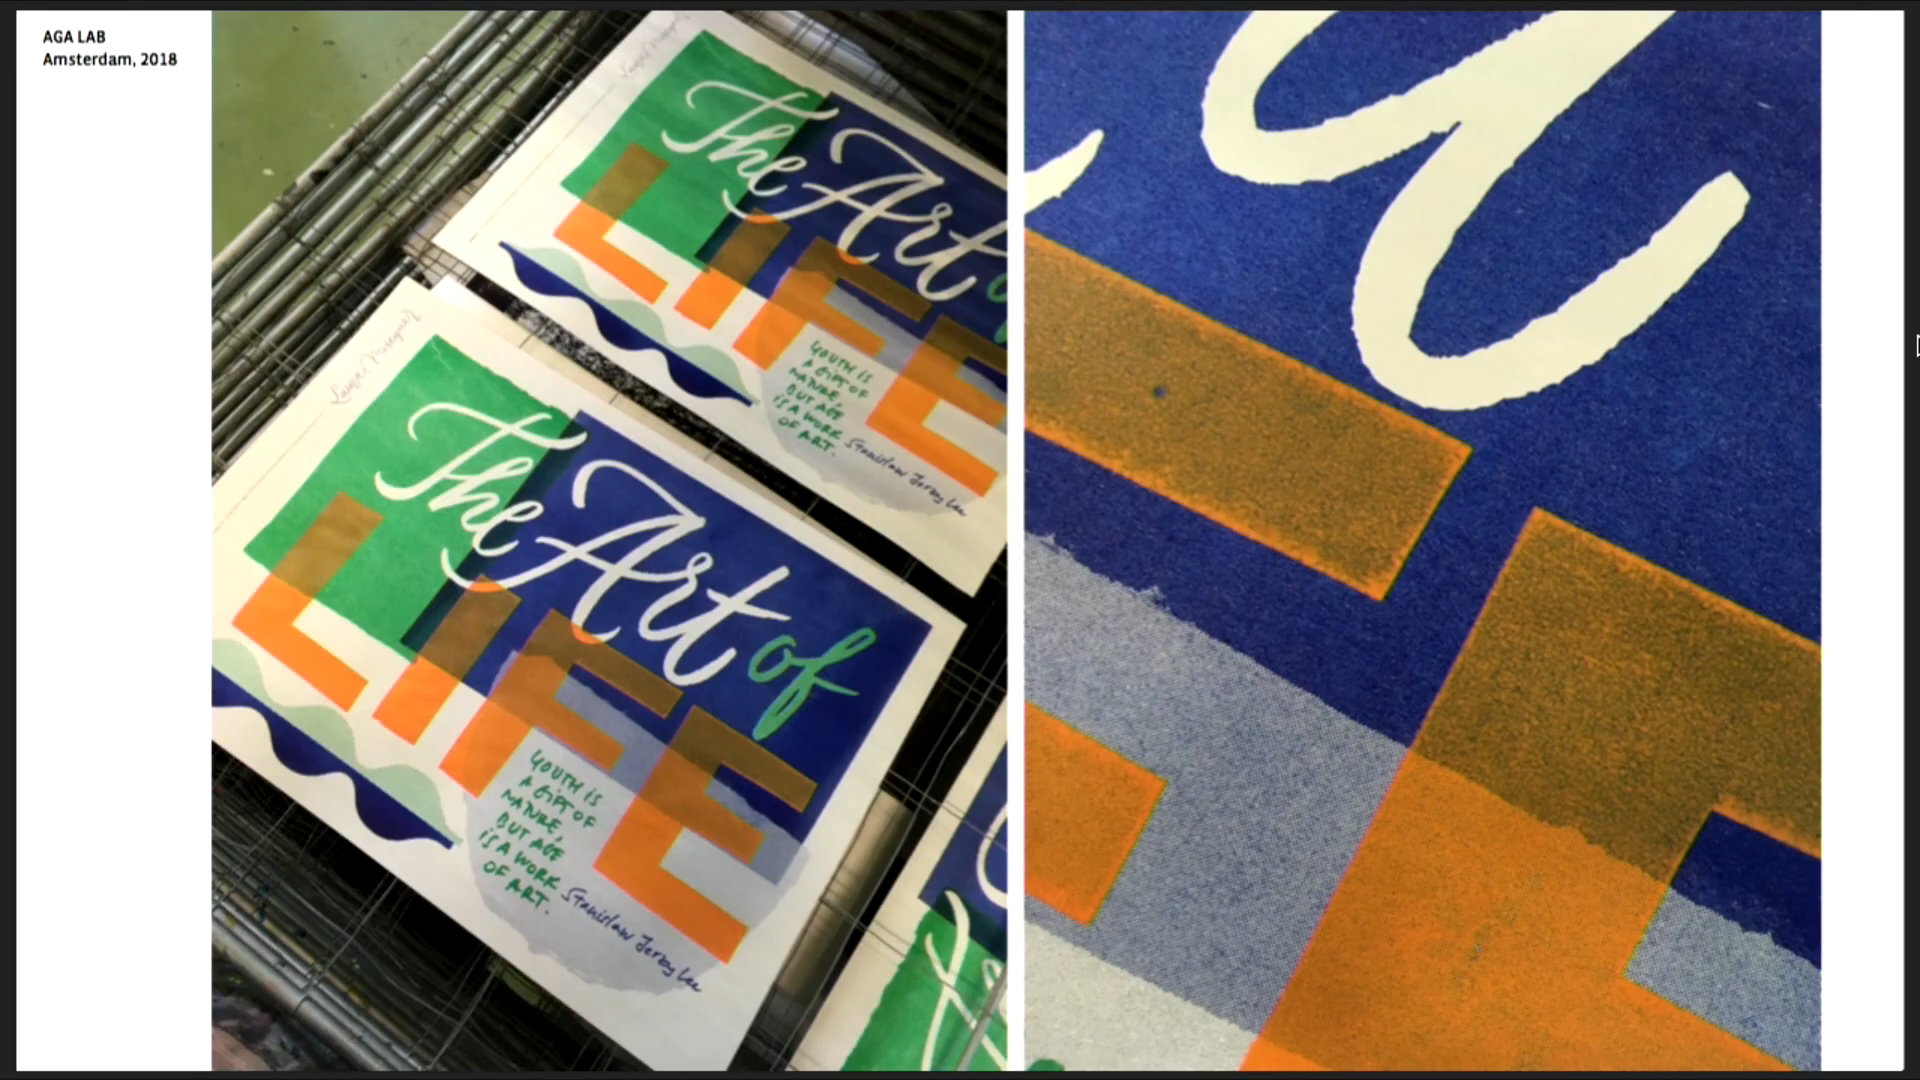 AGA LAB
Amsterdam, 2018
The Art
LIFE
YOUTH IS
A GIFT OF
NATURE,
BUT AGE
IS A WORK
OF ART.
Stanislaw Jerzy Lec
The Art of
LIFE
YOUTH IS
A GIFT OF
NATURE,
BUT AGE
IS A WORK
OF ART.
Stanislaw Jerzy Lec